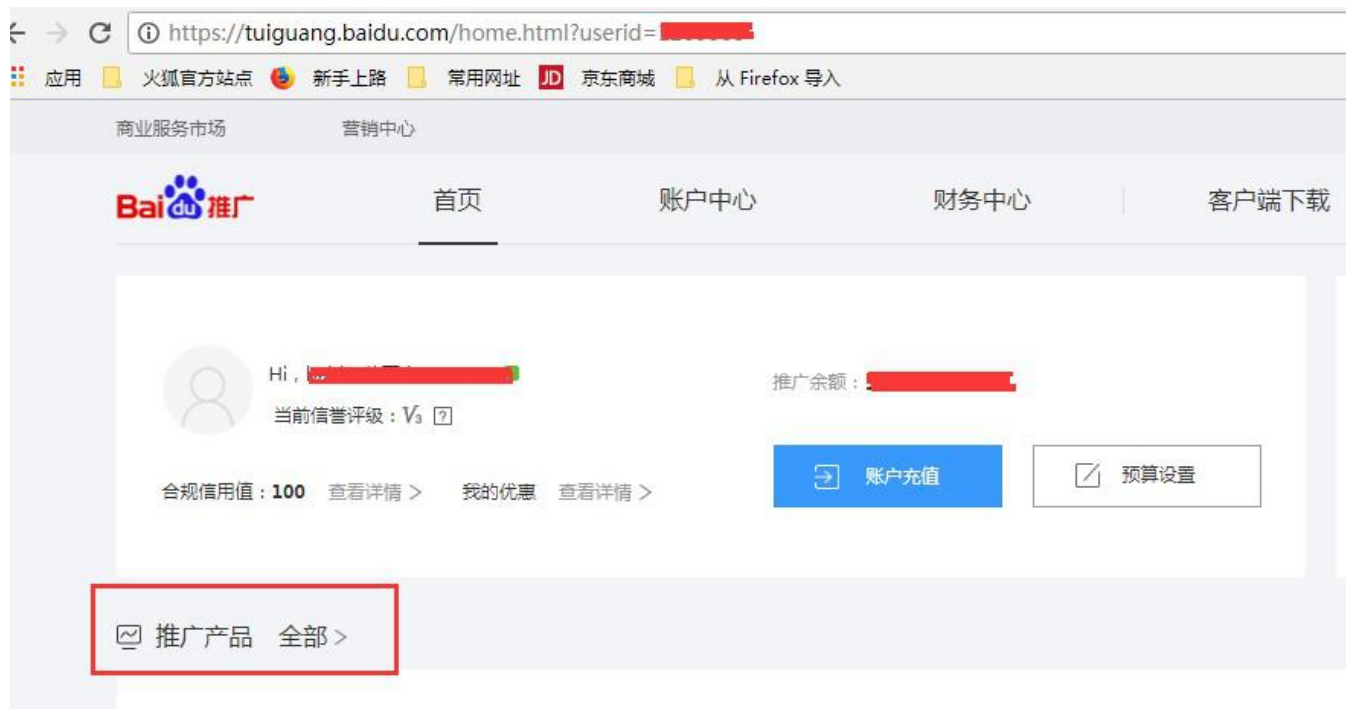 https://tuiguang.baidu.com/home.html?userid=
应用 火狐官方站点 新手上路 常用网址 JD 京东商城 从 Firefox 导入
商业服务市场 营销中心
Bai du 推广 首页 账户中心 财务中心 客户端下载
Hi ,
推广余额 :
当前信誉评级 : V3 ?
账户充值 预算设置
合规信用值 : 100 查看详情 > 我的优惠 查看详情 >
推广产品 全部 >